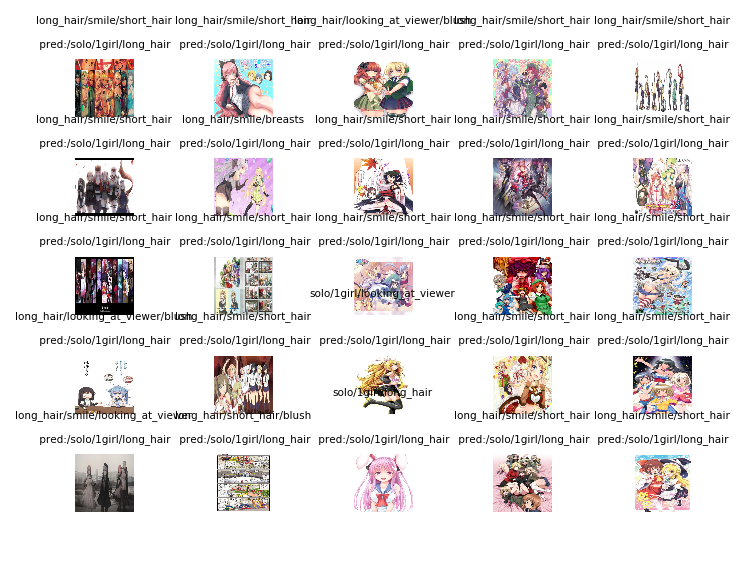 long_hair/smile/short_hair long_hair/smile/short_hair long_hair/looking_at_viewer/blush long_hair/smile/short_hair long_hair/smile/short_hair
pred:/solo/1girl/long_hair pred:/solo/1girl/long_hair pred:/solo/1girl/long_hair pred:/solo/1girl/long_hair pred:/solo/1girl/long_hair
long_hair/smile/short_hair long_hair/smile/breasts long_hair/smile/short_hair long_hair/smile/short_hair long_hair/smile/short_hair
pred:/solo/1girl/long_hair pred:/solo/1girl/long_hair pred:/solo/1girl/long_hair pred:/solo/1girl/long_hair pred:/solo/1girl/long_hair
long_hair/smile/short_hair long_hair/smile/short_hair long_hair/smile/short_hair long_hair/smile/short_hair long_hair/smile/short_hair
pred:/solo/1girl/long_hair pred:/solo/1girl/long_hair pred:/solo/1girl/long_hair pred:/solo/1girl/long_hair pred:/solo/1girl/long_hair
solo/1girl/looking_at_viewer
long_hair/looking_at_viewer/blush long_hair/smile/short_hair long_hair/smile/short_hair long_hair/smile/short_hair
pred:/solo/1girl/long_hair pred:/solo/1girl/long_hair pred:/solo/1girl/long_hair pred:/solo/1girl/long_hair pred:/solo/1girl/long_hair
solo/1girl/long_hair
long_hair/smile/looking_at_viewer long_hair/short_hair/blush long_hair/smile/short_hair long_hair/smile/short_hair
pred:/solo/1girl/long_hair pred:/solo/1girl/long_hair pred:/solo/1girl/long_hair pred:/solo/1girl/long_hair pred:/solo/1girl/long_hair